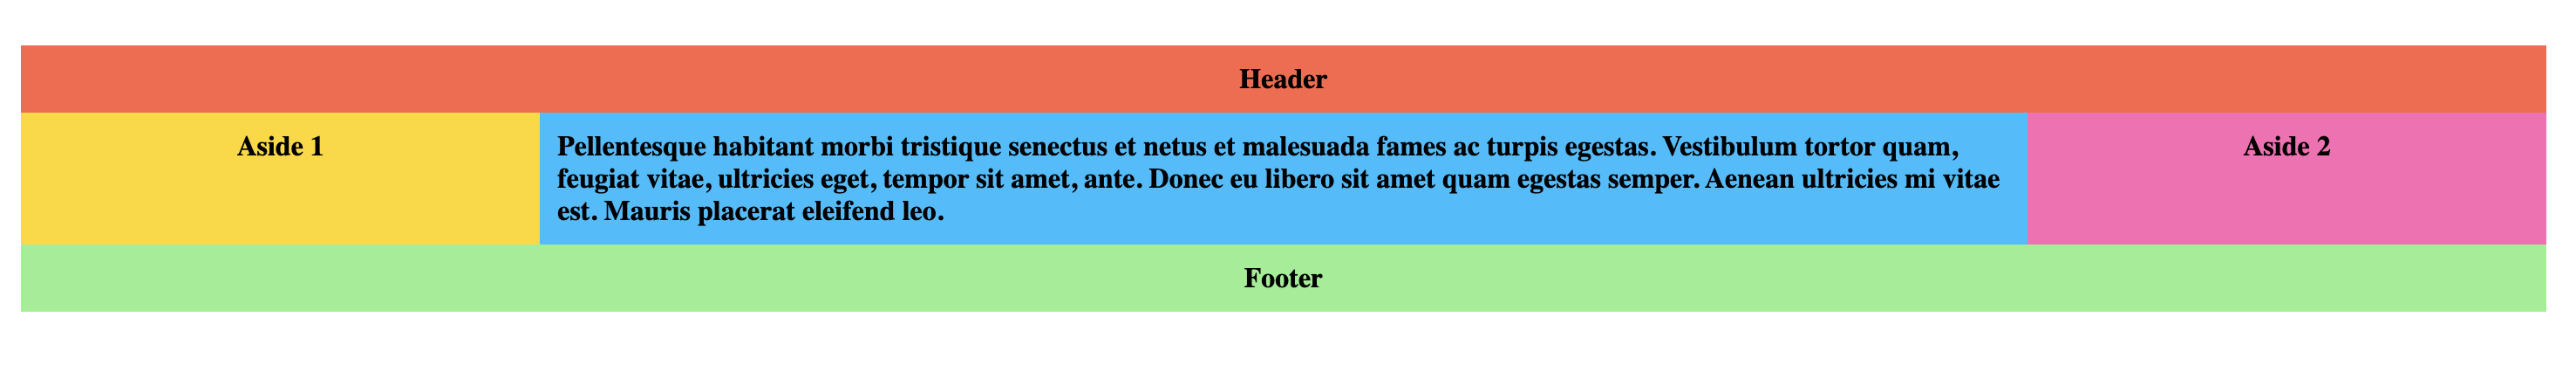 Header
Aside 1
Pellentesque habitant morbi tristique senectus et netus et malesuada fames ac turpis egestas. Vestibulum tortor quam,
feugiat vitae, ultricies eget, tempor sit amet, ante. Donec eu libero sit amet quam egestas semper. Aenean ultricies mi vitae
est. Mauris placerat eleifend leo.
Aside 2
Footer